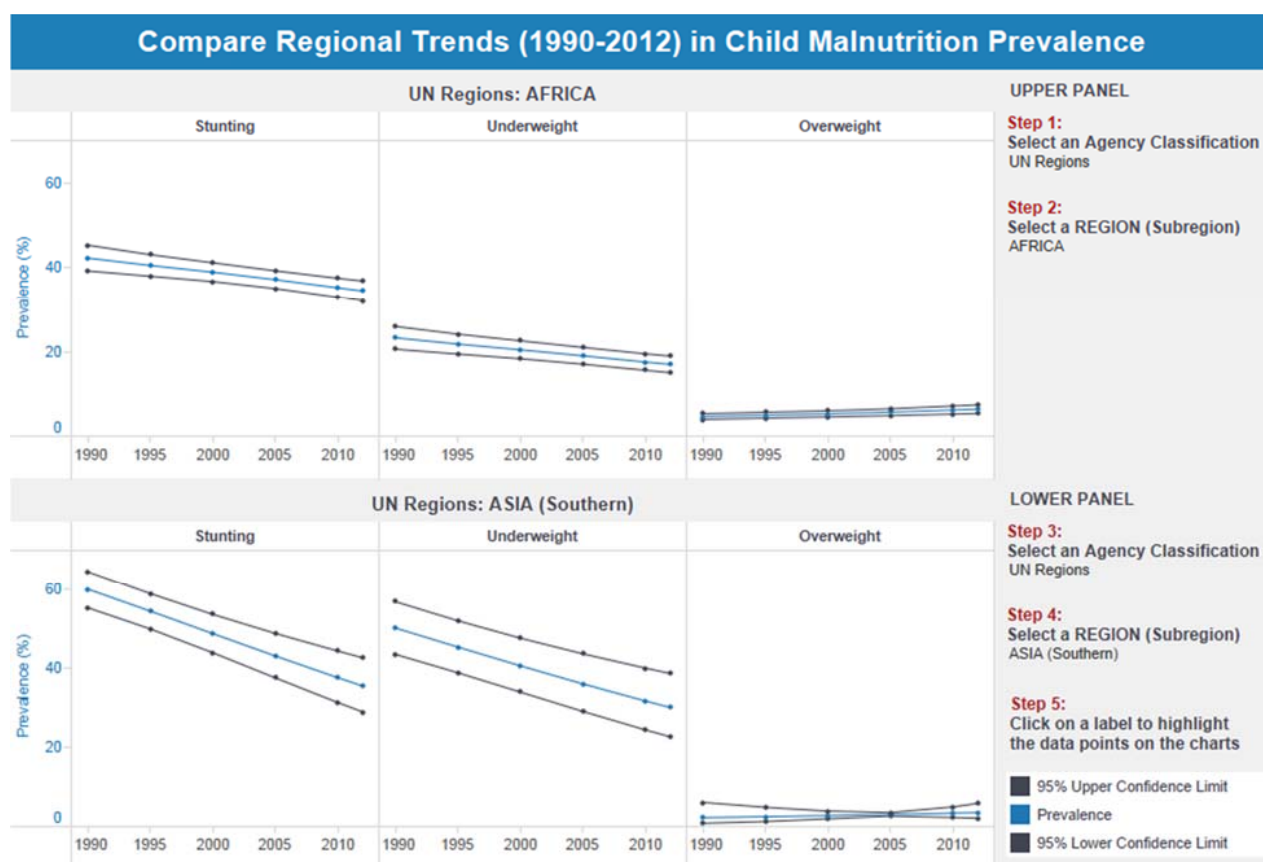 Compare Regional Trends (1990-2012) in Child Malnutrition Prevalence
UN Regions: AFRICA
Stunting
Underweight
Overweight
Prevalence (%)
60
40
20
0
1990 1995 2000 2005 2010
1990 1995 2000 2005 2010
1990 1995 2000 2005 2010
UPPER PANEL
Step 1:
Select an Agency Classification
UN Regions
Step 2:
Select a REGION (Subregion)
AFRICA
UN Regions: ASIA (Southern)
Stunting
Underweight
Overweight
Prevalence (%)
60
40
20
0
1990 1995 2000 2005 2010
1990 1995 2000 2005 2010
1990 1995 2000 2005 2010
LOWER PANEL
Step 3:
Select an Agency Classification
UN Regions
Step 4:
Select a REGION (Subregion)
ASIA (Southern)
Step 5:
Click on a label to highlight
the data points on the charts
95% Upper Confidence Limit
Prevalence
95% Lower Confidence Limit